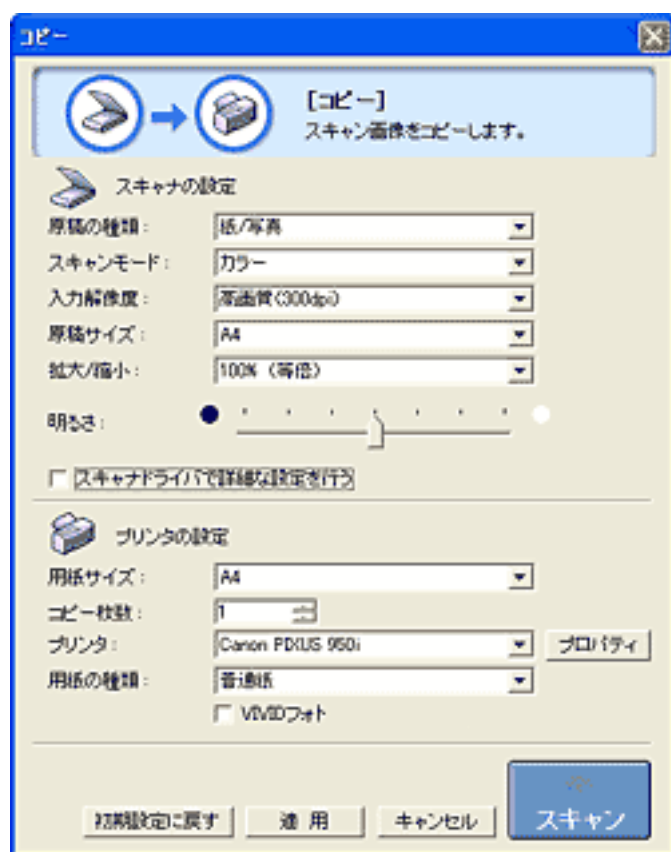 コピー
[コピー]
スキャン画像をコピーします。
スキャナの設定
原稿の種類: 紙/写真
スキャンモード: カラー
入力解像度: 高画質(300dpi)
原稿サイズ: A4
拡大/縮小: 100% (等倍)
明るさ:
スキャナドライバで詳細な設定を行う
プリンタの設定
用紙サイズ: A4
コピー枚数: 1
プリンタ: Canon PIXUS 950i プロパティ
用紙の種類: 普通紙
VIVIDフォト
初期設定に戻す 適用 キャンセル スキャン